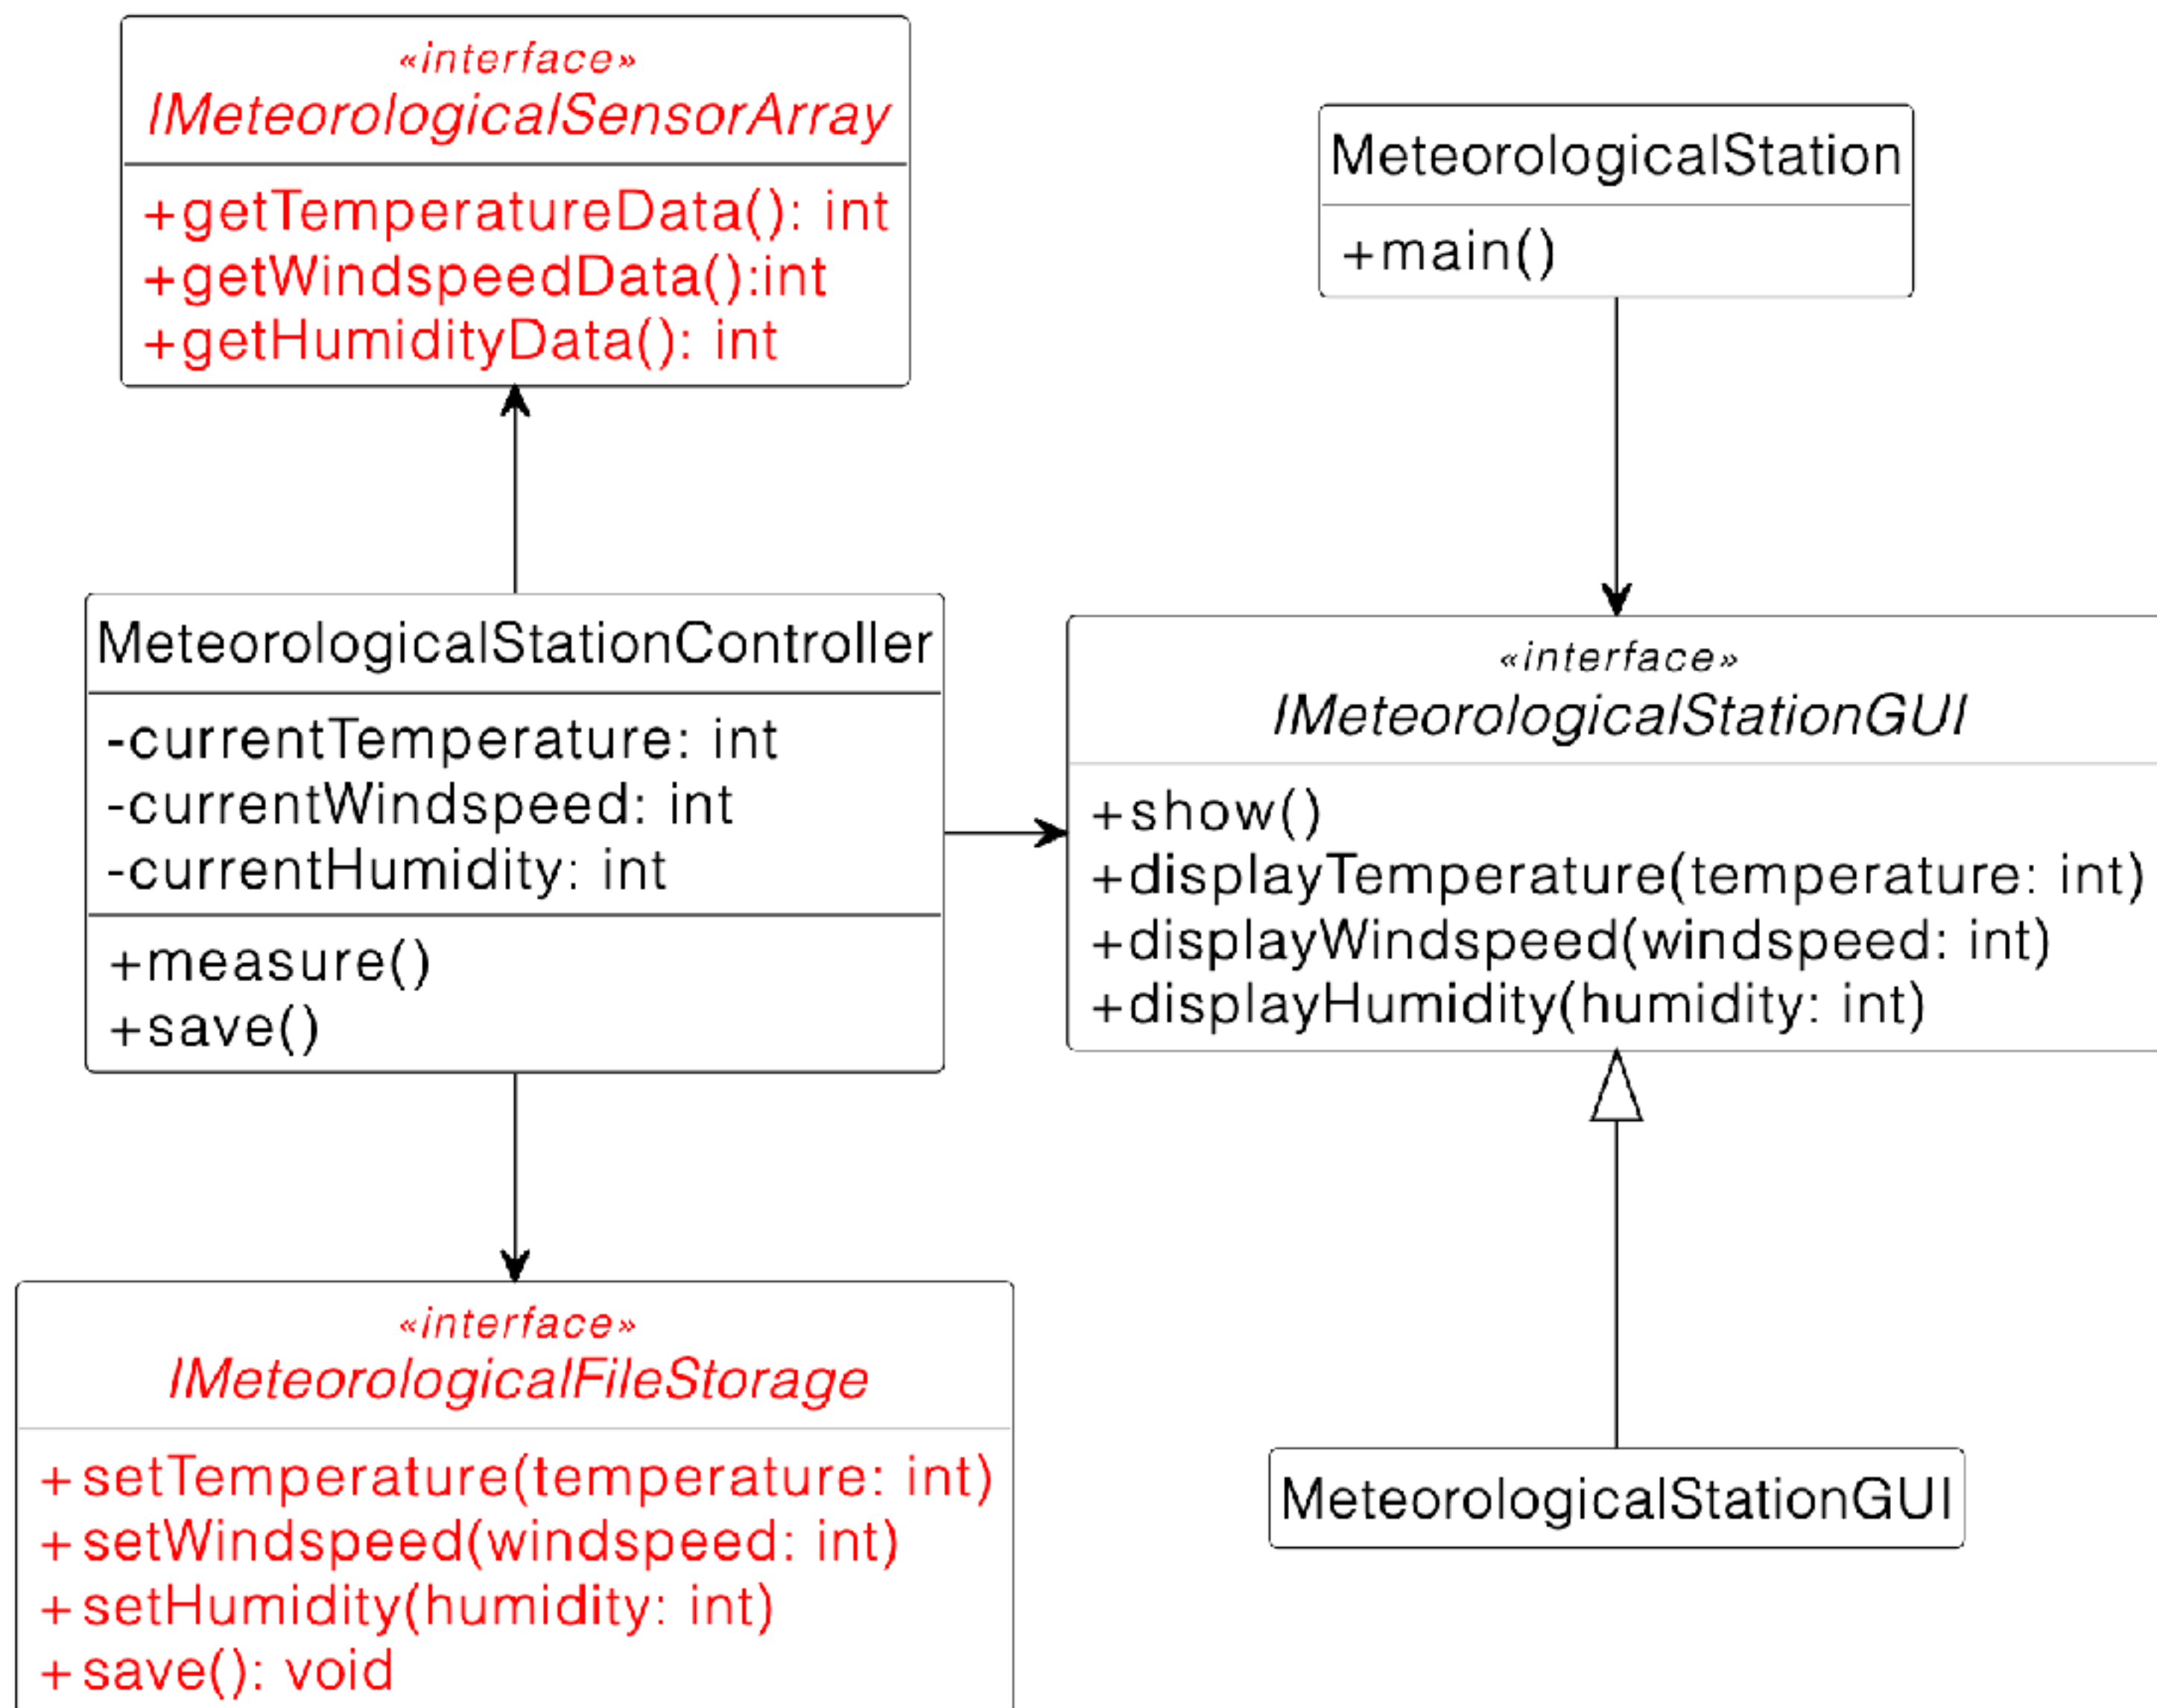 «interface»
IMeteorologicalSensorArray
+getTemperatureData(): int
+getWindspeedData():int
+getHumidityData(): int
MeteorologicalStation
+main()
MeteorologicalStationController
-currentTemperature: int
-currentWindspeed: int
-currentHumidity: int
+measure()
+save()
«interface»
IMeteorologicalStationGUI
+show()
+displayTemperature(temperature: int)
+displayWindspeed(windspeed: int)
+displayHumidity(humidity: int)
«interface»
IMeteorologicalFileStorage
+setTemperature(temperature: int)
+setWindspeed(windspeed: int)
+setHumidity(humidity: int)
+save(): void
MeteorologicalStationGUI